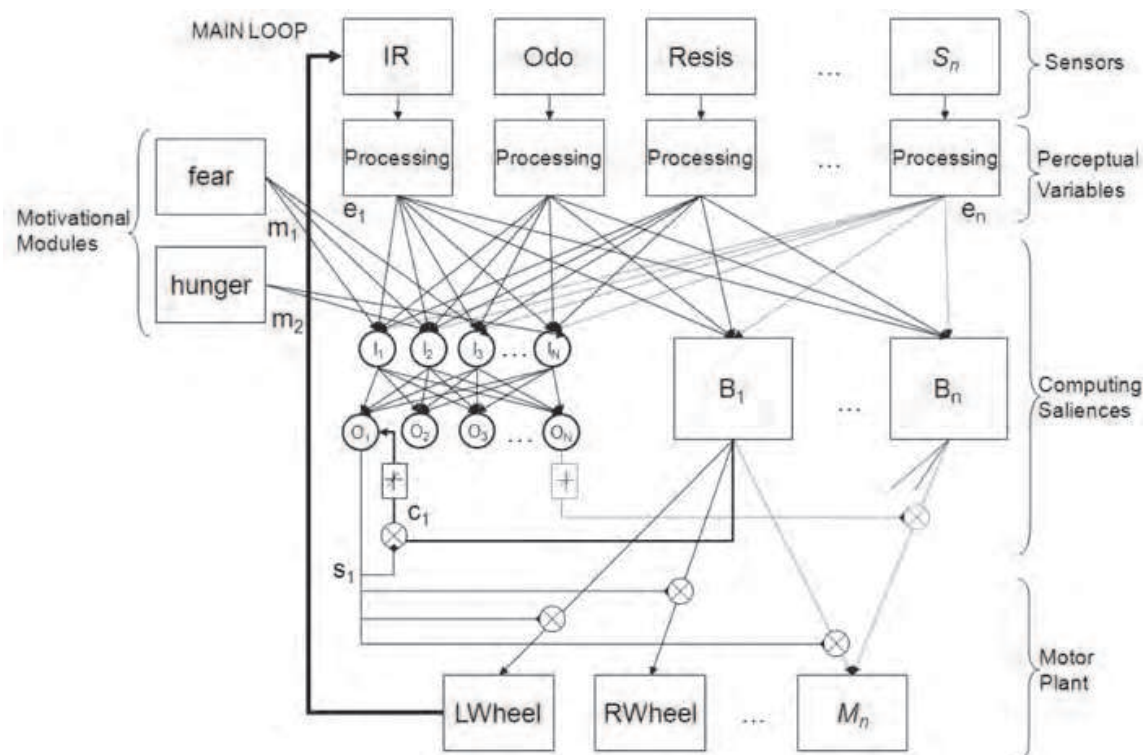 MAIN LOOP
IR
Odo
Resis
...
Sₙ
Sensors
Processing
Processing
Processing
...
Processing
Perceptual
Variables
fear
Motivational
Modules
m₁
e₁
eₙ
hunger
m₂
I₁
I₂
I₃
...
I_N
B₁
...
Bₙ
Computing
Saliences
O₁
O₂
O₃
...
O_N
c₁
s₁
Motor
Plant
LWheel
RWheel
...
Mₙ